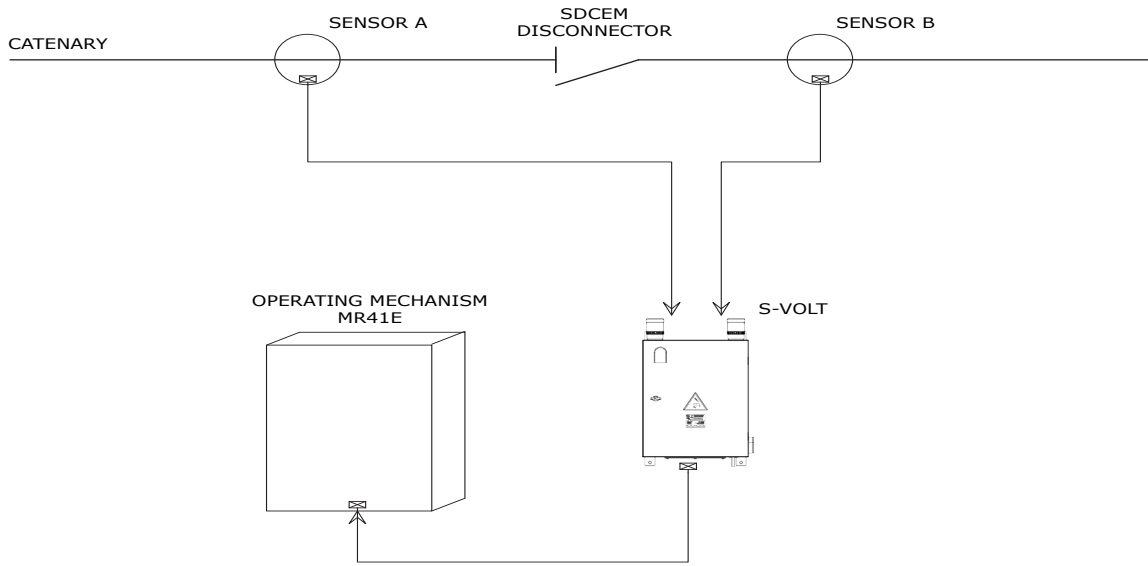 SENSOR A
SDCEM
DISCONNECTOR
SENSOR B
CATENARY
OPERATING MECHANISM
MR41E
S-VOLT